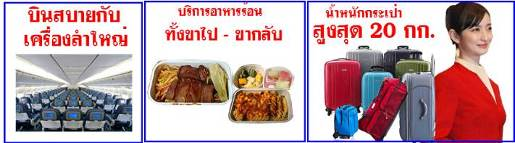 บินสบายกับ
เครื่องลำใหญ่
บริการอาหารร้อน
ทั้งขาไป - ขากลับ
น้ำหนักกระเป๋า
สูงสุด 20 กก.